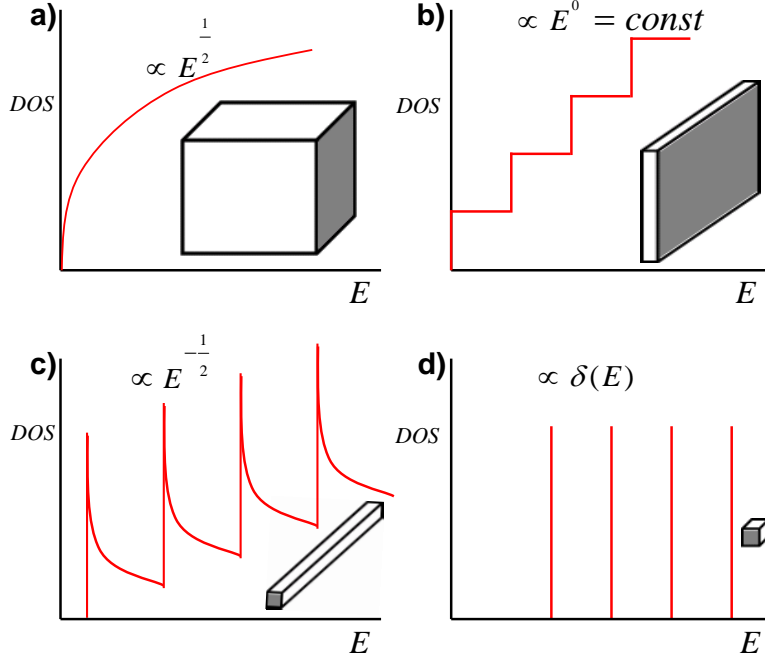 a)
∝ E^{1/2}
DOS
E
b)
∝ E^0 = const
DOS
E
c)
∝ E^{-1/2}
DOS
E
d)
∝ δ(E)
DOS
E